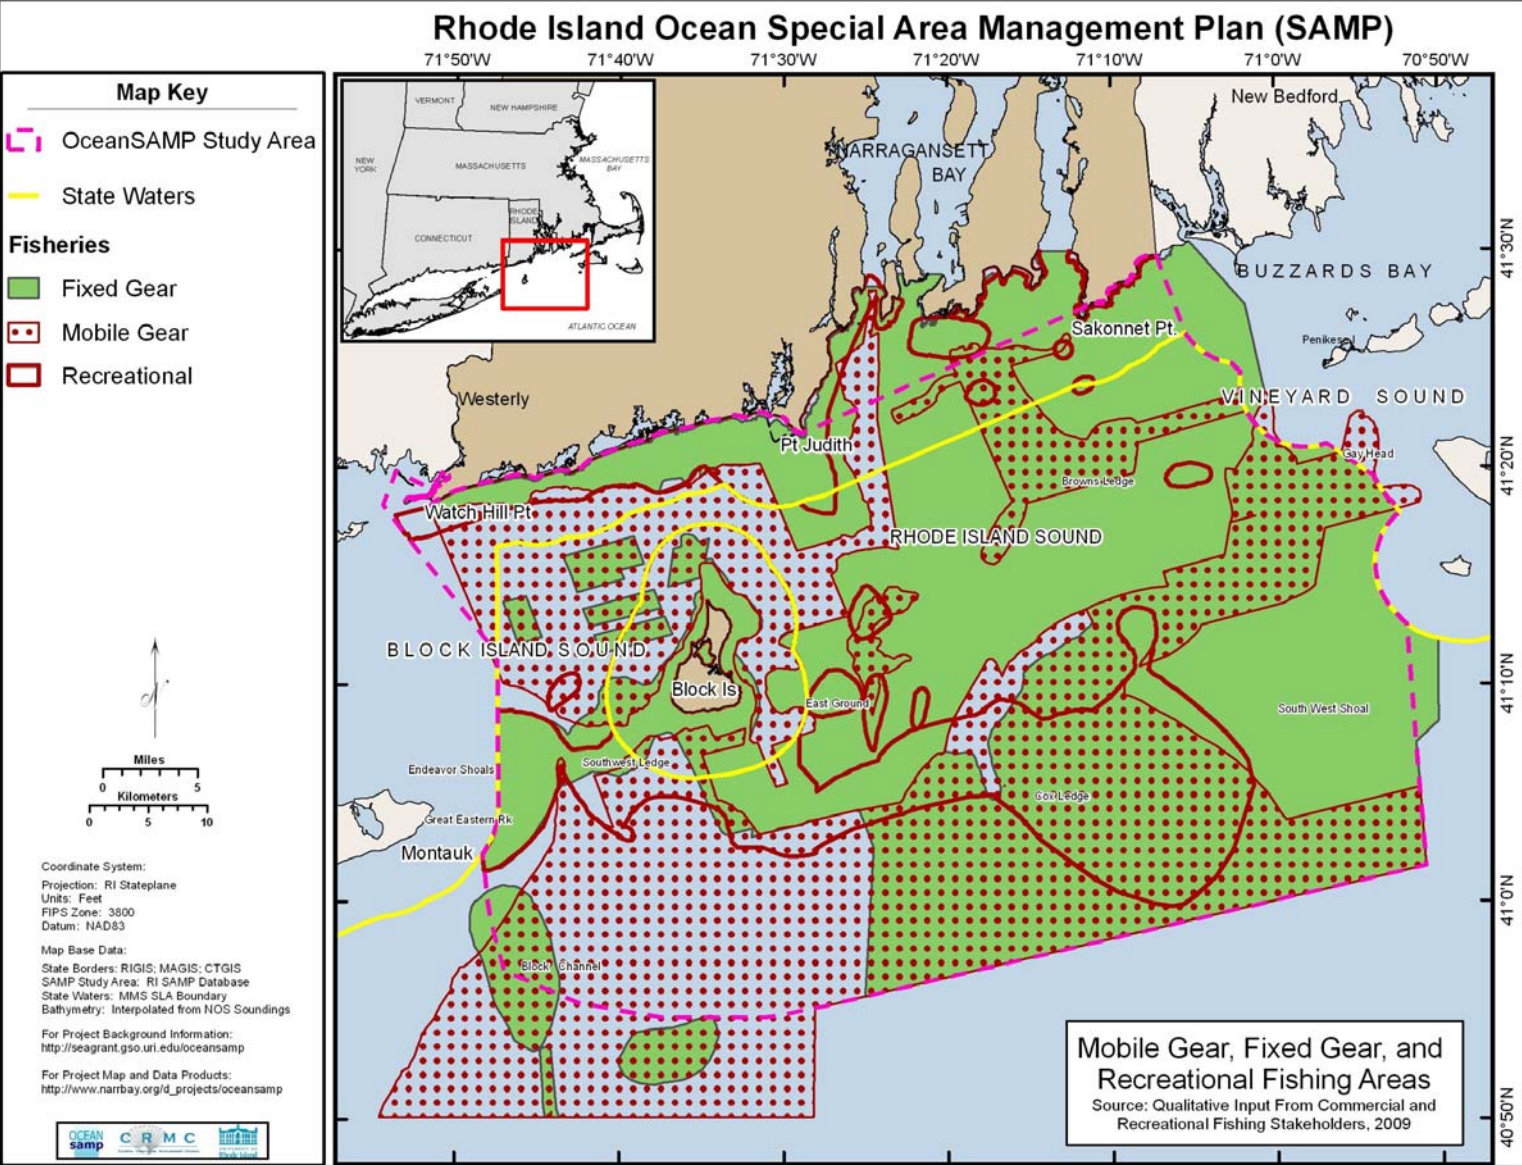 Rhode Island Ocean Special Area Management Plan (SAMP)
71°50'W 71°40'W 71°30'W 71°20'W 71°10'W 71°0'W 70°50'W
Map Key
OceanSAMP Study Area
State Waters
Fisheries
Fixed Gear
Mobile Gear
Recreational
Miles
0 5
Kilometers
0 5 10
Coordinate System:
Projection: RI Stateplane
Units: Feet
FIPS Zone: 3800
Datum: NAD83
Map Base Data:
State Borders: RIGIS; MAGIS; CTGIS
SAMP Study Area: RI SAMP Database
State Waters: MMS SLA Boundary
Bathymetry: Interpolated from NOS Soundings
For Project Background Information:
http://seagrant.gso.uri.edu/oceansamp
For Project Map and Data Products:
http://www.narrbay.org/d_projects/oceansamp
OCEAN
samp
CRMC
VERMONT
NEW HAMPSHIRE
NEW
YORK
MASSACHUSETTS
MASSACHUSETTS
BAY
RHODE
ISLAND
CONNECTICUT
ATLANTIC OCEAN
New Bedford
NARRAGANSETT
BAY
BUZZARDS BAY
Sakonnet Pt.
Penikese I
Westerly
VINEYARD SOUND
Pt Judith
Gay Head
Browns Ledge
Watch Hill Pt
RHODE ISLAND SOUND
BLOCK ISLAND SOUND
Block Is
East Ground
South West Shoal
Southwest Ledge
Endeavor Shoals
Cox Ledge
Great Eastern Rk
Montauk
Block Channel
41°30'N
41°20'N
41°10'N
41°0'N
40°50'N
Mobile Gear, Fixed Gear, and
Recreational Fishing Areas
Source: Qualitative Input From Commercial and
Recreational Fishing Stakeholders, 2009